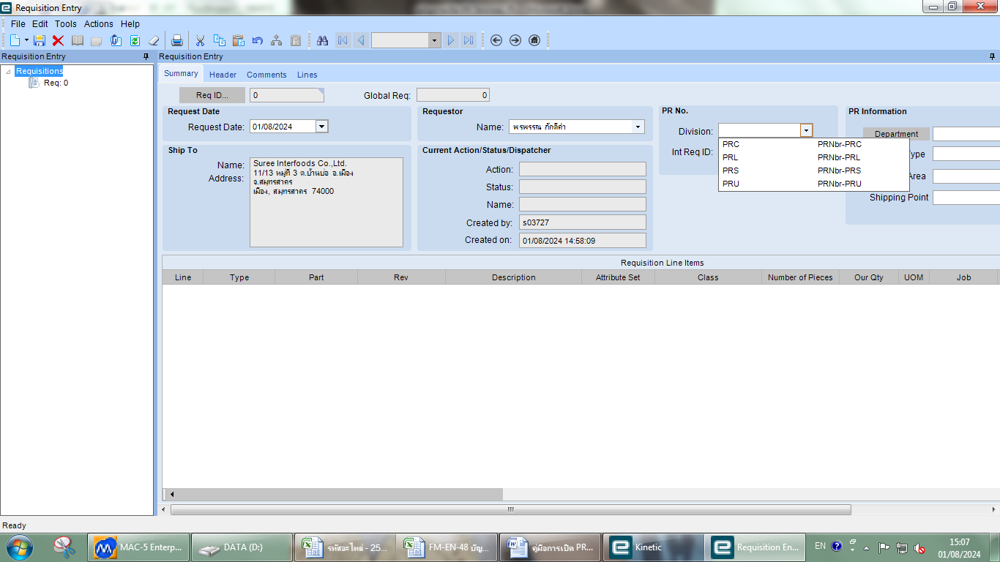 Requisition Entry
File Edit Tools Actions Help
Requisition Entry
Requisition Entry
Requisitions
Req: 0
Summary Header Comments Lines
Req ID... 0 Global Req: 0
Request Date
Request Date: 01/08/2024
Requestor
Name: พรพรรณ ภักดีคำ
PR No.
Division:
PRC PRNbr-PRC
PRL PRNbr-PRL
PRS PRNbr-PRS
PRU PRNbr-PRU
Int Req ID:
PR Information
Department
Type
Area
Shipping Point
Ship To
Name: Suree Interfoods Co.,Ltd.
Address: 11/13 หมู่ที่ 3 ต.บ้านบ่อ อ.เมือง
จ.สมุทรสาคร
เมือง, สมุทรสาคร 74000
Current Action/Status/Dispatcher
Action:
Status:
Name:
Created by: s03727
Created on: 01/08/2024 14:58:09
Requisition Line Items
Line Type Part Rev Description Attribute Set Class Number of Pieces Our Qty UOM Job
Ready
MAC-5 Enterp... DATA (D:) รหัสอะไหล่ - 25... FM-EN-48 บัญ... คู่มือการเปิด PR... Kinetic Requisition En... EN 15:07
01/08/2024